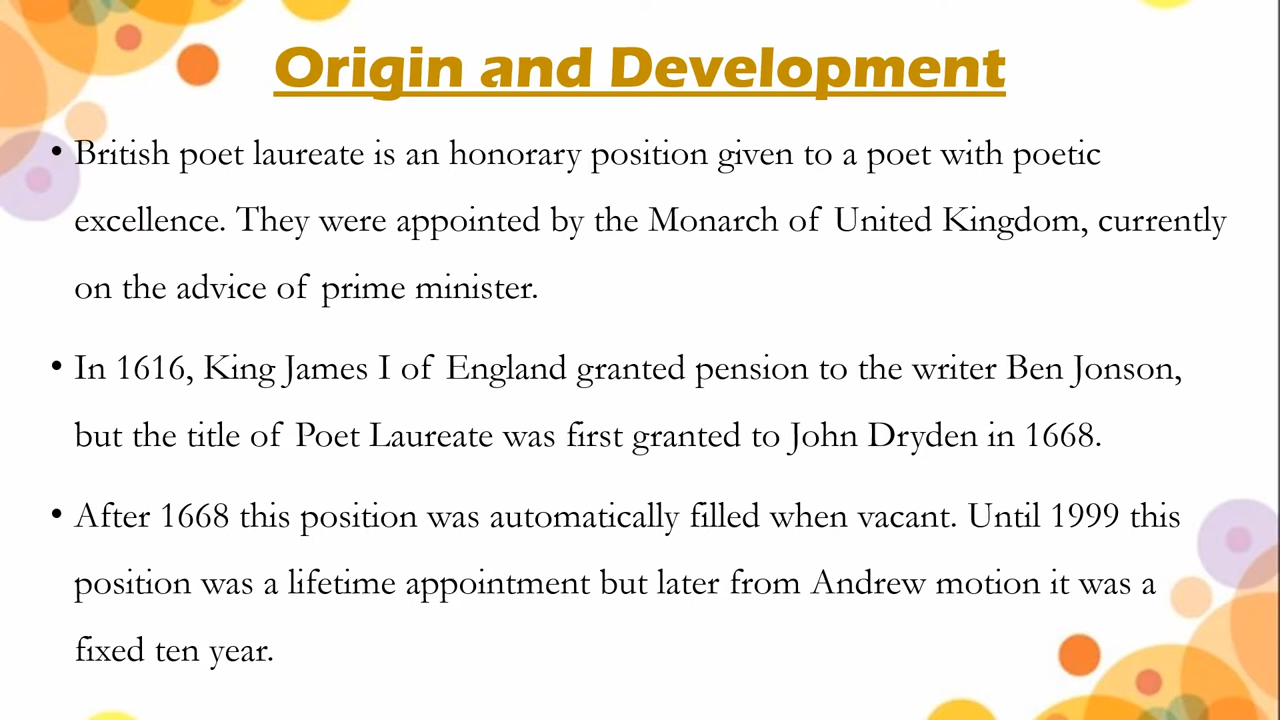 Origin and Development
• British poet laureate is an honorary position given to a poet with poetic
excellence. They were appointed by the Monarch of United Kingdom, currently
on the advice of prime minister.
• In 1616, King James I of England granted pension to the writer Ben Jonson,
but the title of Poet Laureate was first granted to John Dryden in 1668.
• After 1668 this position was automatically filled when vacant. Until 1999 this
position was a lifetime appointment but later from Andrew motion it was a
fixed ten year.